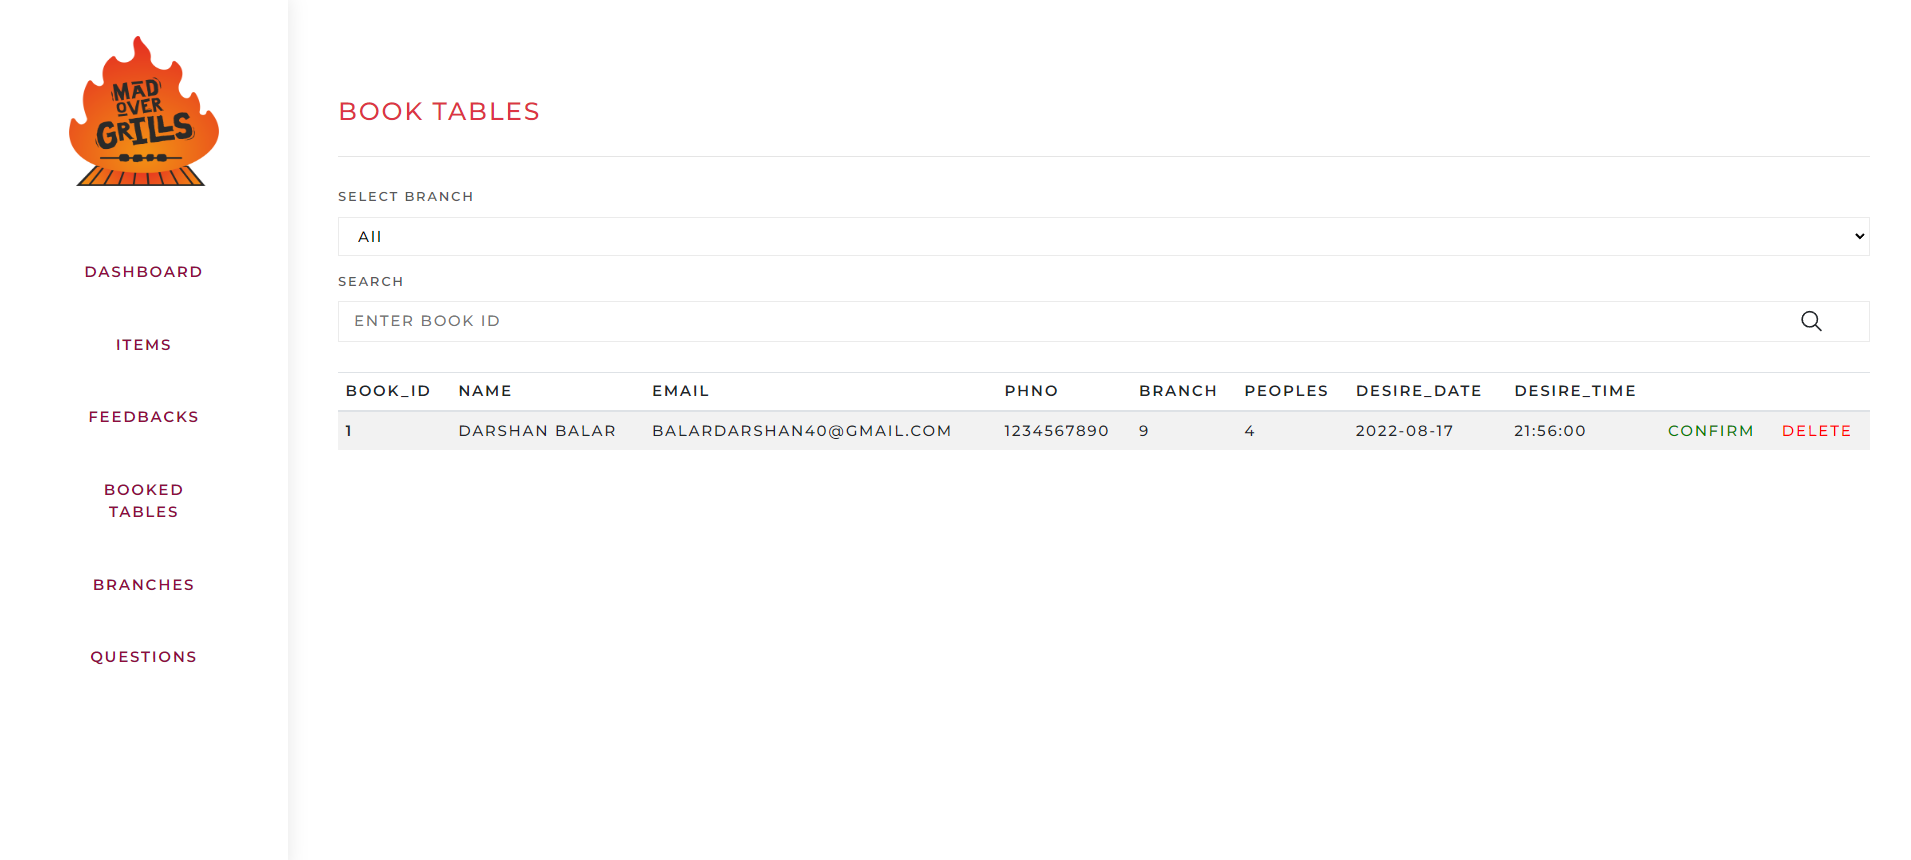 MAD
OVER
GRILLS
DASHBOARD
ITEMS
FEEDBACKS
BOOKED
TABLES
BRANCHES
QUESTIONS
BOOK TABLES
SELECT BRANCH
All
SEARCH
ENTER BOOK ID
BOOK_ID NAME EMAIL PHNO BRANCH PEOPLES DESIRE_DATE DESIRE_TIME
1 DARSHAN BALAR BALARDARSHAN40@GMAIL.COM 1234567890 9 4 2022-08-17 21:56:00 CONFIRM DELETE